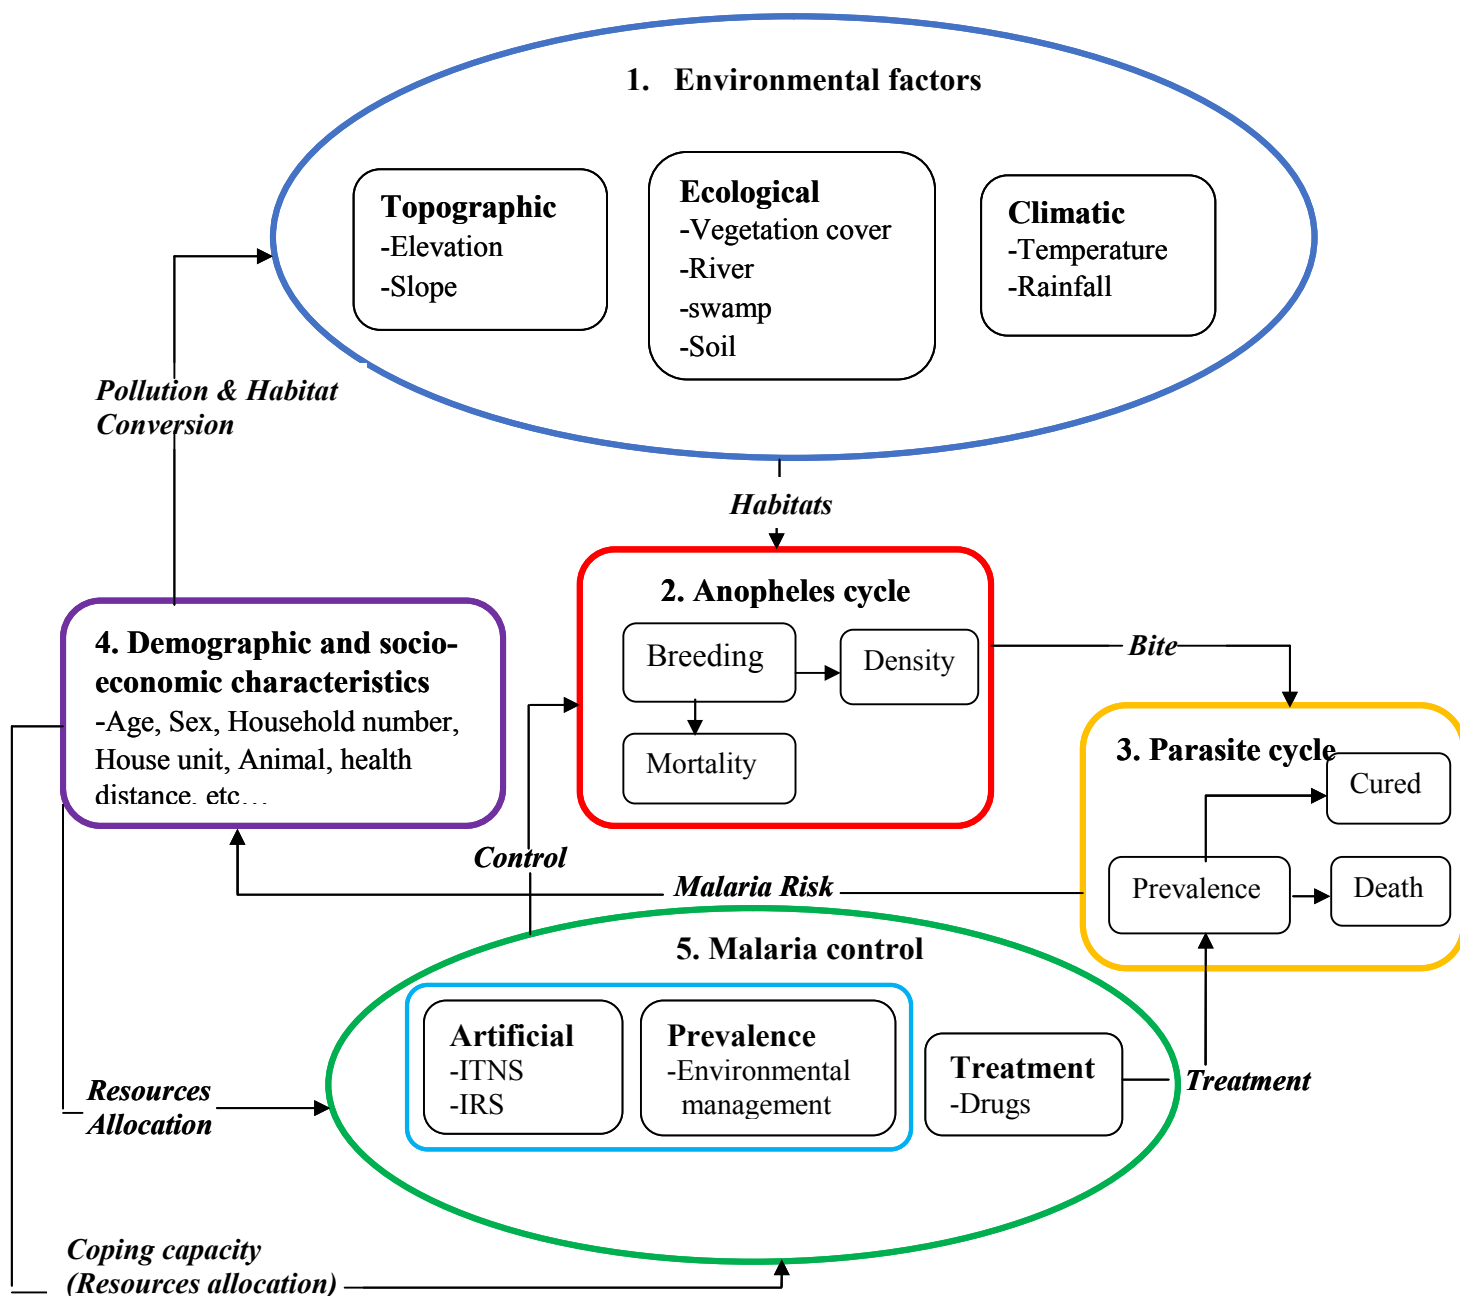 1. Environmental factors
Topographic
-Elevation
-Slope
Ecological
-Vegetation cover
-River
-swamp
-Soil
Climatic
-Temperature
-Rainfall
Pollution & Habitat
Conversion
Habitats
2. Anopheles cycle
Breeding
Density
Mortality
Bite
4. Demographic and socio-
economic characteristics
-Age, Sex, Household number,
House unit, Animal, health
distance, etc…
3. Parasite cycle
Cured
Prevalence
Death
Control
Malaria Risk
5. Malaria control
Artificial
-ITNS
-IRS
Prevalence
-Environmental
management
Treatment
-Drugs
Treatment
Resources
Allocation
Coping capacity
(Resources allocation)